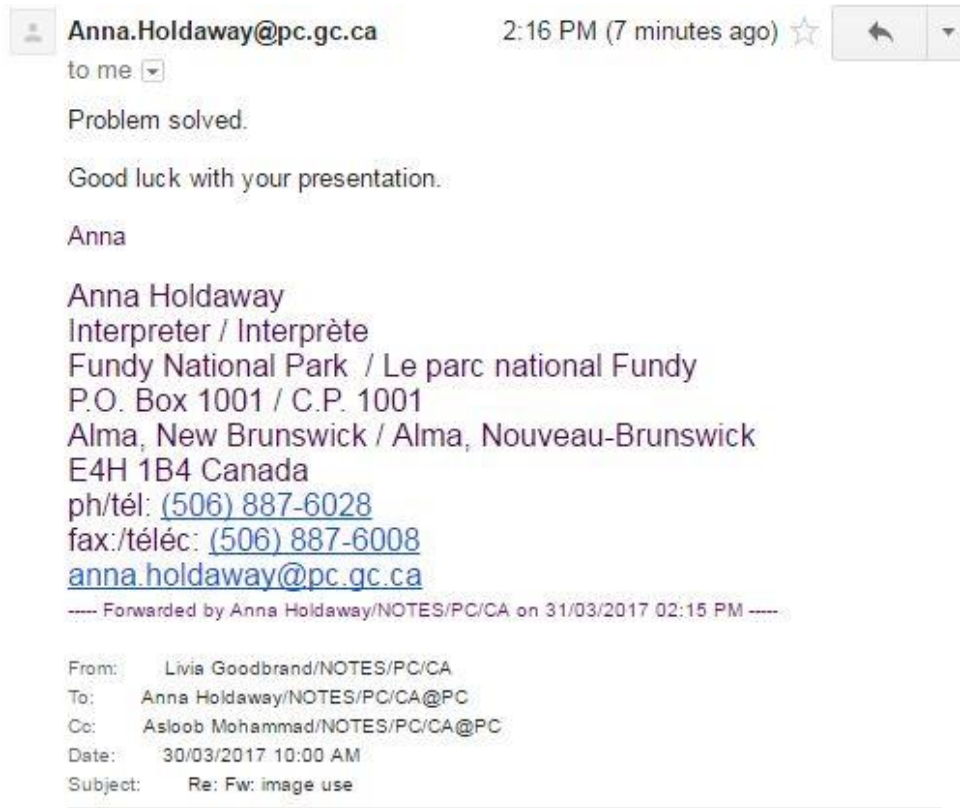 Anna.Holdaway@pc.gc.ca 2:16 PM (7 minutes ago)
to me
Problem solved.
Good luck with your presentation.
Anna
Anna Holdaway
Interpreter / Interprète
Fundy National Park / Le parc national Fundy
P.O. Box 1001 / C.P. 1001
Alma, New Brunswick / Alma, Nouveau-Brunswick
E4H 1B4 Canada
ph/tél: (506) 887-6028
fax:/téléc: (506) 887-6008
anna.holdaway@pc.gc.ca
----- Forwarded by Anna Holdaway/NOTES/PC/CA on 31/03/2017 02:15 PM -----
From: Livia Goodbrand/NOTES/PC/CA
To: Anna Holdaway/NOTES/PC/CA@PC
Cc: Asloob Mohammad/NOTES/PC/CA@PC
Date: 30/03/2017 10:00 AM
Subject: Re: Fw: image use